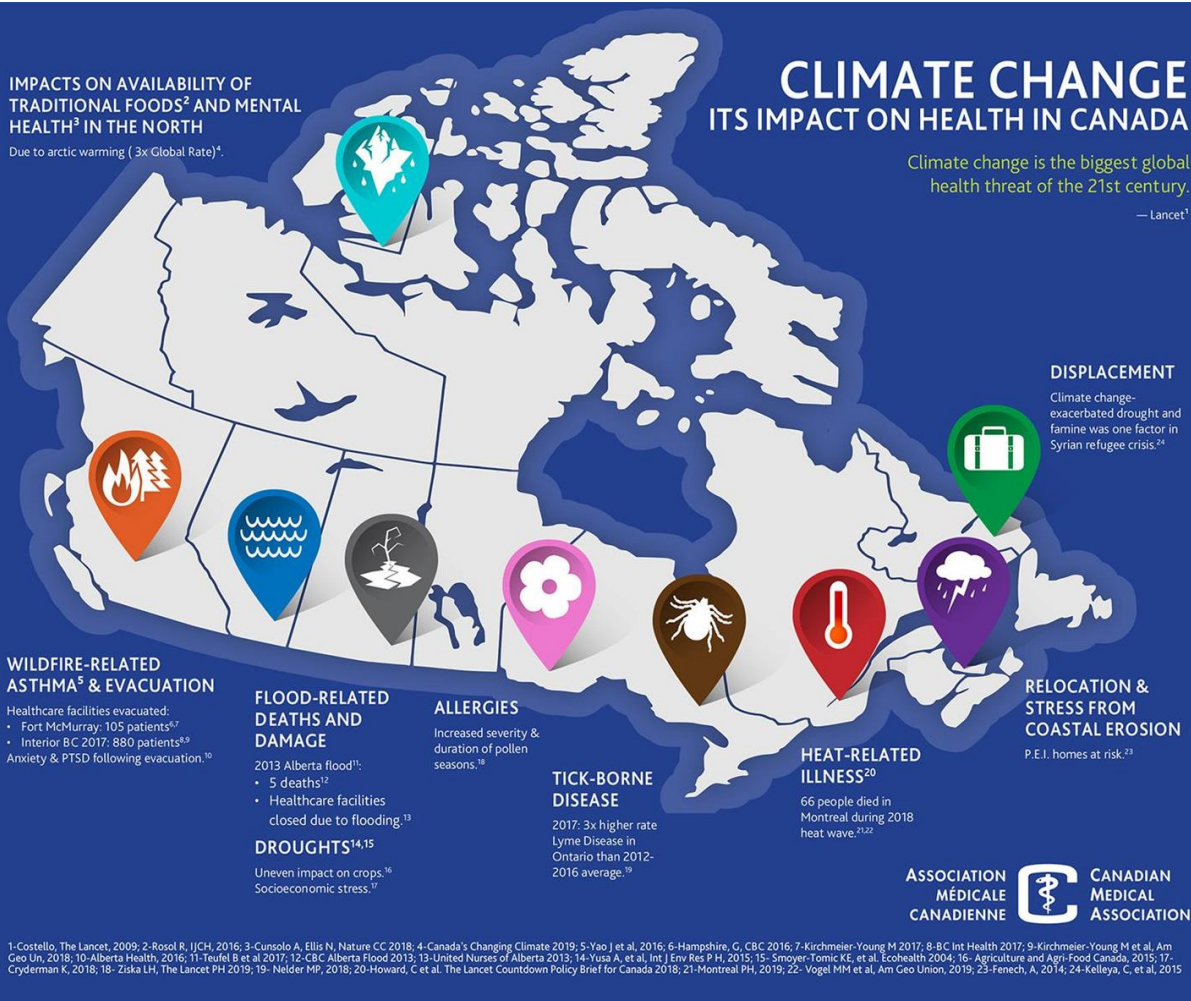 CLIMATE CHANGE
ITS IMPACT ON HEALTH IN CANADA
Climate change is the biggest global
health threat of the 21st century.
— Lancet1
IMPACTS ON AVAILABILITY OF
TRADITIONAL FOODS2 AND MENTAL
HEALTH3 IN THE NORTH
Due to arctic warming ( 3x Global Rate)4.
DISPLACEMENT
Climate change-
exacerbated drought and
famine was one factor in
Syrian refugee crisis.24
WILDFIRE-RELATED
ASTHMA5 & EVACUATION
Healthcare facilities evacuated:
• Fort McMurray: 105 patients6,7
• Interior BC 2017: 880 patients8,9
Anxiety & PTSD following evacuation.10
FLOOD-RELATED
DEATHS AND
DAMAGE
2013 Alberta flood11:
• 5 deaths12
• Healthcare facilities
closed due to flooding.13
DROUGHTS14,15
Uneven impact on crops.16
Socioeconomic stress.17
ALLERGIES
Increased severity &
duration of pollen
seasons.18
TICK-BORNE
DISEASE
2017: 3x higher rate
Lyme Disease in
Ontario than 2012-
2016 average.19
HEAT-RELATED
ILLNESS20
66 people died in
Montreal during 2018
heat wave.21,22
RELOCATION &
STRESS FROM
COASTAL EROSION
P.E.I. homes at risk.23
ASSOCIATION
MÉDICALE
CANADIENNE
CANADIAN
MEDICAL
ASSOCIATION
1-Costello, The Lancet, 2009; 2-Rosol R, IJCH, 2016; 3-Cunsolo A, Ellis N, Nature CC 2018; 4-Canada's Changing Climate 2019; 5-Yao J et al, 2016; 6-Hampshire, G, CBC 2016; 7-Kirchmeier-Young M 2017; 8-BC Int Health 2017; 9-Kirchmeier-Young M et al, Am
Geo Un, 2018; 10-Alberta Health, 2016; 11-Teufel B et al 2017; 12-CBC Alberta Flood 2013; 13-United Nurses of Alberta 2013; 14-Yusa A, et al, Int J Env Res P H, 2015; 15- Smoyer-Tomic KE, et al. Ecohealth 2004; 16- Agriculture and Agri-Food Canada, 2015; 17-
Cryderman K, 2018; 18- Ziska LH, The Lancet PH 2019; 19- Nelder MP, 2018; 20-Howard, C et al. The Lancet Countdown Policy Brief for Canada 2018; 21-Montreal PH, 2019; 22- Vogel MM et al, Am Geo Union, 2019; 23-Fenech, A, 2014; 24-Kelleya, C, et al, 2015